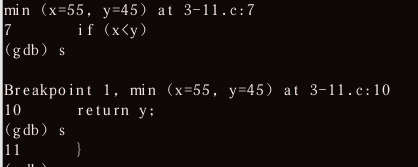 min (x=55, y=45) at 3-11.c:7
7 if (x<y)
(gdb) s
Breakpoint 1, min (x=55, y=45) at 3-11.c:10
10 return y;
(gdb) s
11 }